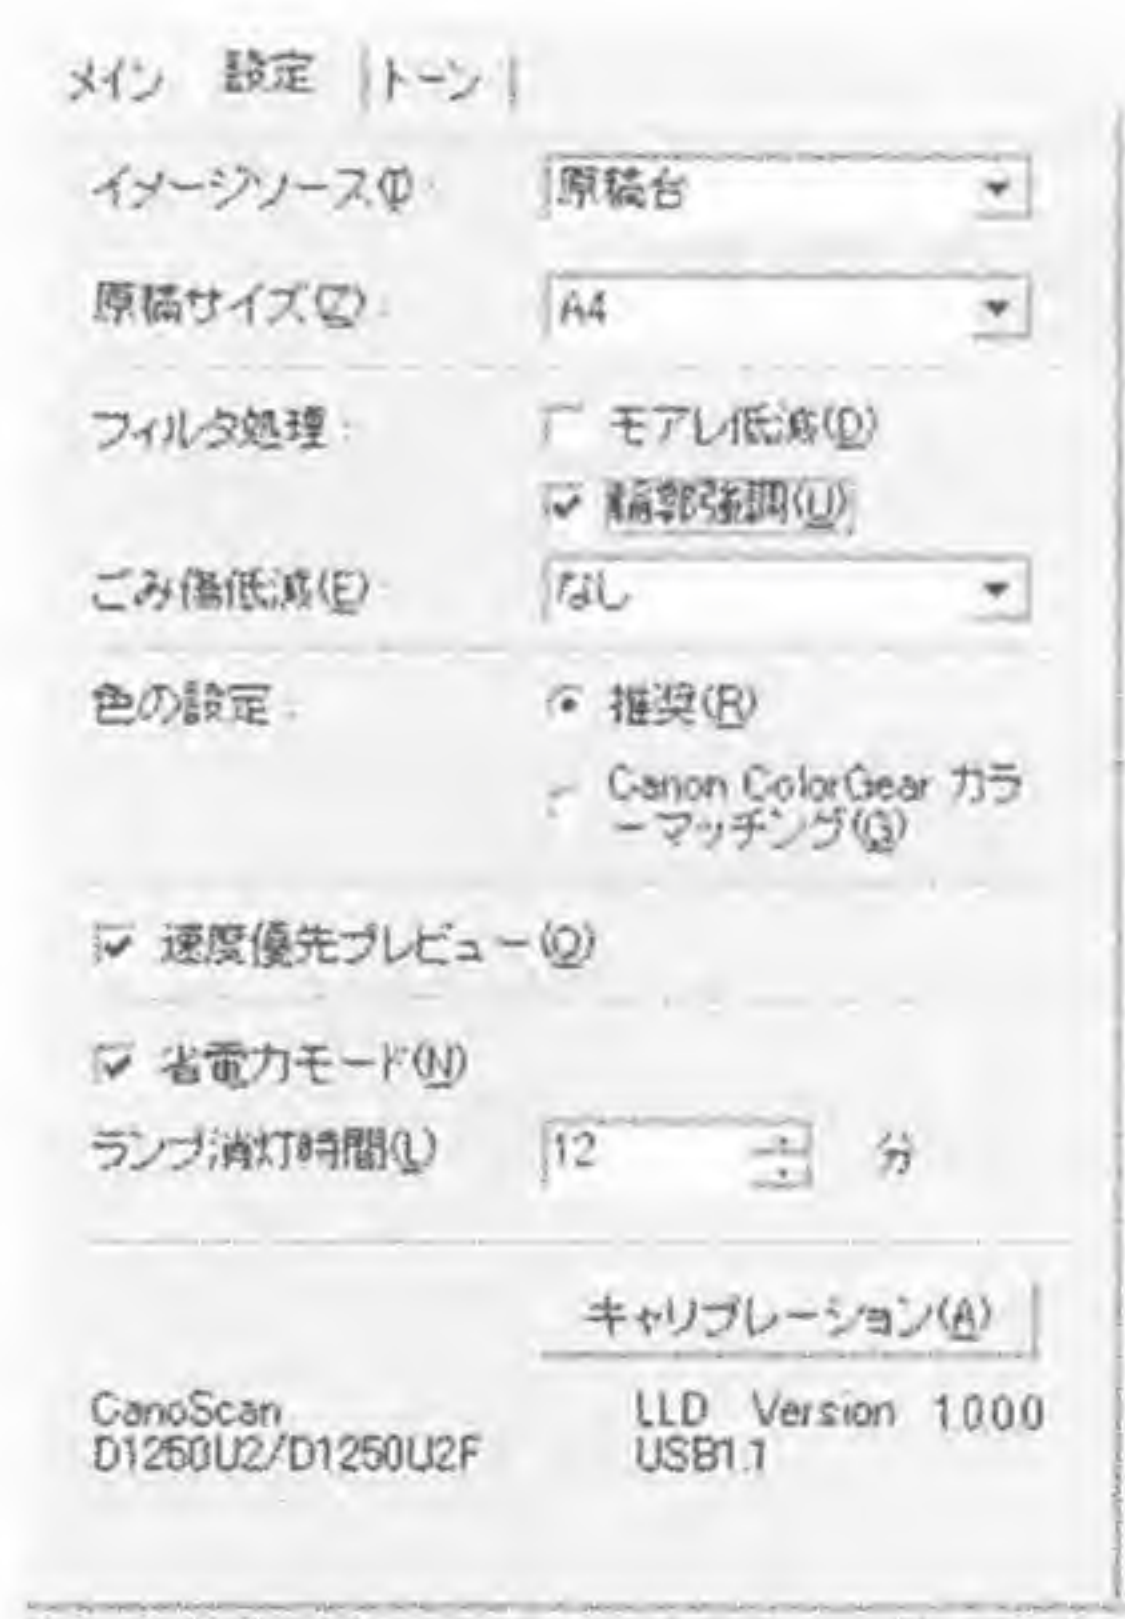 メイン 設定 トーン
イメージソース(I):
原稿台
原稿サイズ(Z):
A4
フィルタ処理:
モアレ低減(D)
輪郭強調(U)
ごみ傷低減(E):
なし
色の設定:
推奨(R)
Canon ColorGear カラ
ーマッチング(G)
速度優先プレビュー(Q)
省電力モード(N)
ランプ消灯時間(L)
12 分
キャリブレーション(A)
CanoScan
D1250U2/D1250U2F
LLD Version 1.0.0.0
USB1.1